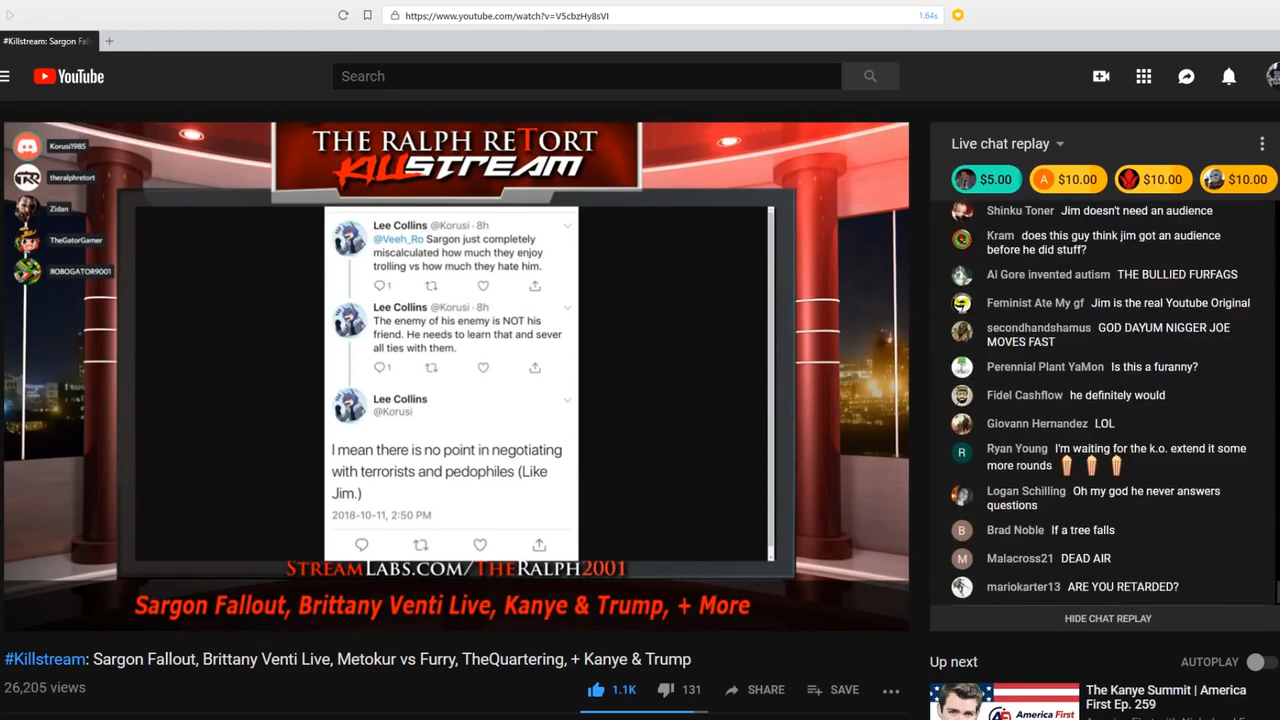 https://www.youtube.com/watch?v=V5cbzHy8sVI
1.64s
#Killstream: Sargon Fall
YouTube
Search
THE RALPH RETORT
KILLSTREAM
Korusi1985
theralphretort
Zidan
TheGatorGamer
ROBOGATOR9001
Lee Collins @Korusi · 8h
@Veeh_Ro Sargon just completely
miscalculated how much they enjoy
trolling vs how much they hate him.
1
Lee Collins @Korusi · 8h
The enemy of his enemy is NOT his
friend. He needs to learn that and sever
all ties with them.
1
Lee Collins
@Korusi
I mean there is no point in negotiating
with terrorists and pedophiles (Like
Jim.)
2018-10-11, 2:50 PM
STREAMLABS.COM/THERALPH2001
Sargon Fallout, Brittany Venti Live, Kanye & Trump, + More
#Killstream: Sargon Fallout, Brittany Venti Live, Metokur vs Furry, TheQuartering, + Kanye & Trump
26,205 views
1.1K
131
SHARE
SAVE
Live chat replay
$5.00
A $10.00
$10.00
$10.00
Shinku Toner Jim doesn't need an audience
Kram does this guy think jim got an audience
before he did stuff?
Al Gore invented autism THE BULLIED FURFAGS
Feminist Ate My gf Jim is the real Youtube Original
secondhandshamus GOD DAYUM NIGGER JOE
MOVES FAST
Perennial Plant YaMon Is this a furanny?
Fidel Cashflow he definitely would
Giovann Hernandez LOL
R Ryan Young I'm waiting for the k.o. extend it some
more rounds
Logan Schilling Oh my god he never answers
questions
B Brad Noble If a tree falls
M Malacross21 DEAD AIR
mariokarter13 ARE YOU RETARDED?
HIDE CHAT REPLAY
Up next
AUTOPLAY
The Kanye Summit | America
First Ep. 259
AF America First